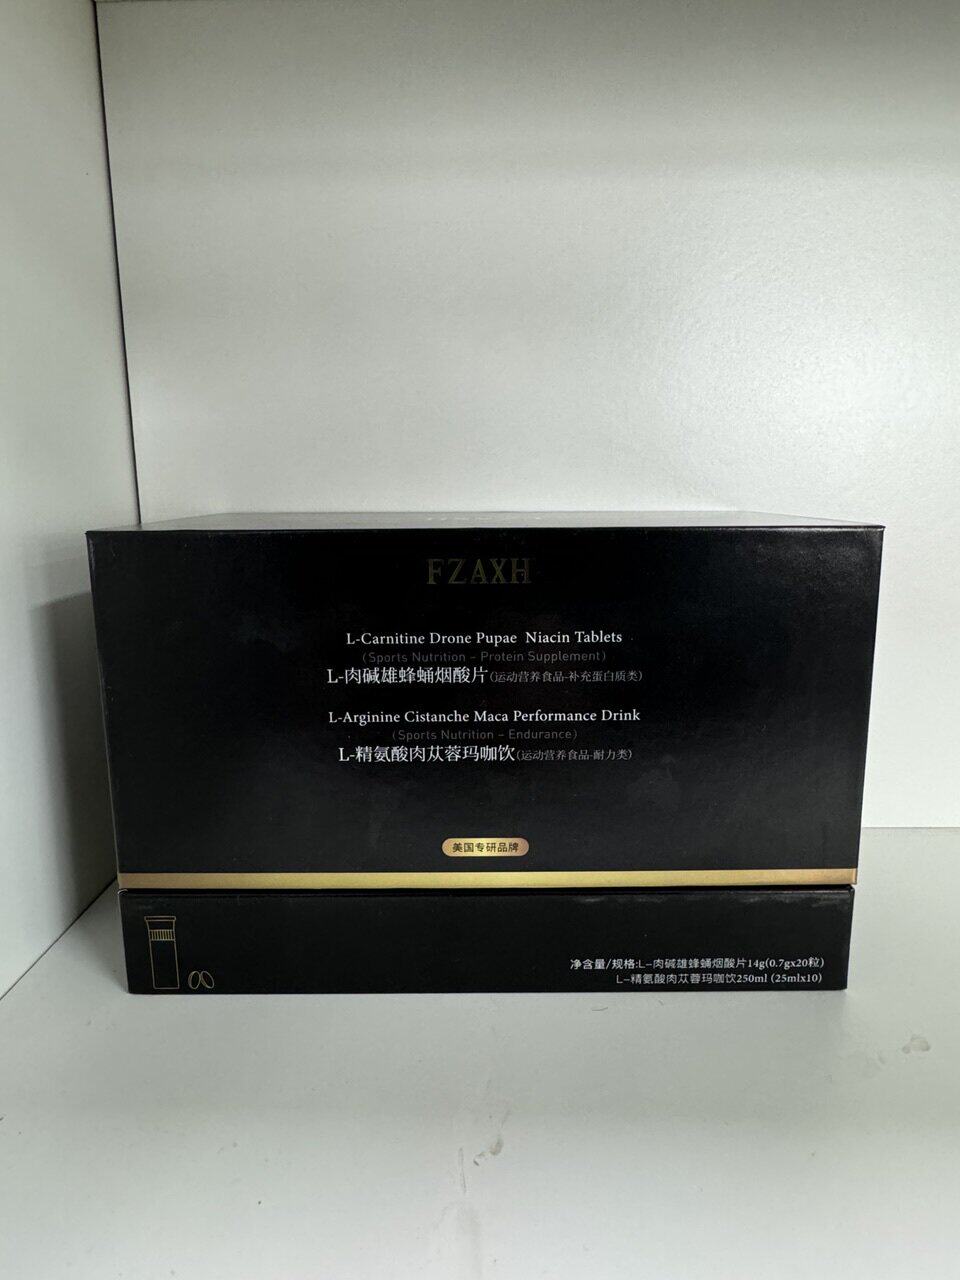 FZAXH
L-Carnitine Drone Pupae Niacin Tablets
(Sports Nutrition – Protein Supplement)
L-肉碱雄蜂蛹烟酸片(运动营养食品-补充蛋白质类)
L-Arginine Cistanche Maca Performance Drink
(Sports Nutrition – Endurance)
L-精氨酸肉苁蓉玛咖饮(运动营养食品-耐力类)
美国专研品牌
净含量/规格:L-肉碱雄蜂蛹烟酸片14g(0.7gx20粒)
L-精氨酸肉苁蓉玛咖饮250ml (25mlx10)